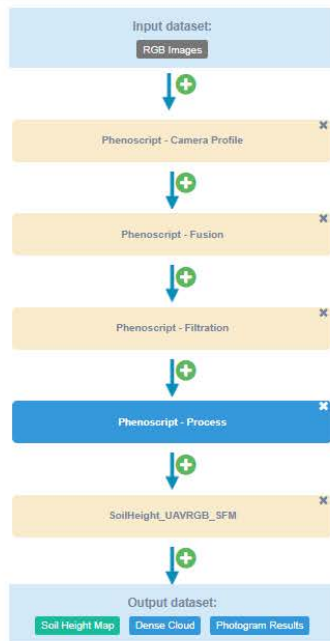 Input dataset:
RGB Images
Phenoscript - Camera Profile
Phenoscript - Fusion
Phenoscript - Filtration
Phenoscript - Process
SoilHeight_UAVRGB_SFM
Output dataset:
Soil Height Map Dense Cloud Photogram Results